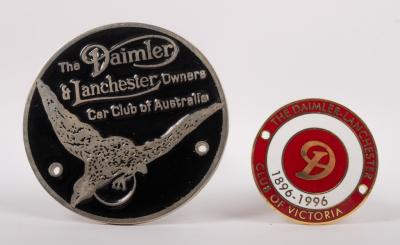 The Daimler
& Lanchester Owners
Car Club of Australia
THE DAIMLER-LANCHESTER
D
1896-1996
CLUB OF VICTORIA